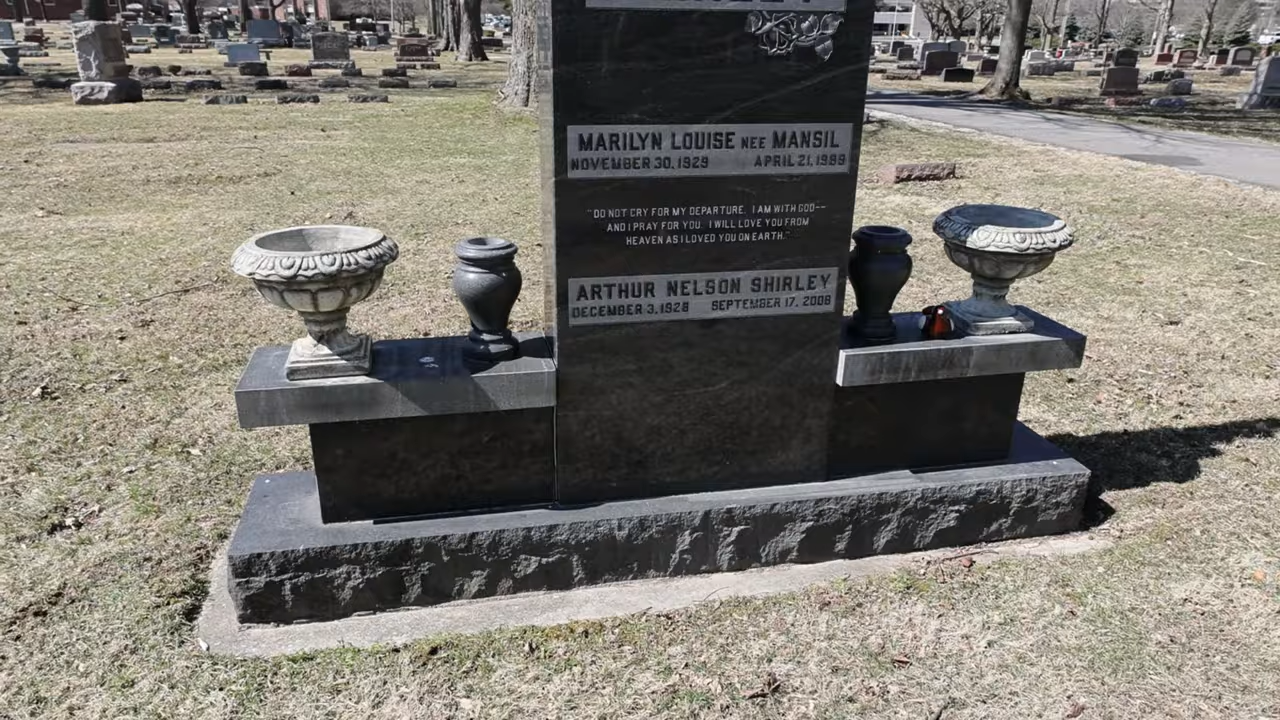 MARILYN LOUISE NEE MANSIL
NOVEMBER 30, 1929 APRIL 21, 1999
"DO NOT CRY FOR MY DEPARTURE. I AM WITH GOD--
AND I PRAY FOR YOU. I WILL LOVE YOU FROM
HEAVEN AS I LOVED YOU ON EARTH."
ARTHUR NELSON SHIRLEY
DECEMBER 3, 1928 SEPTEMBER 17, 2008